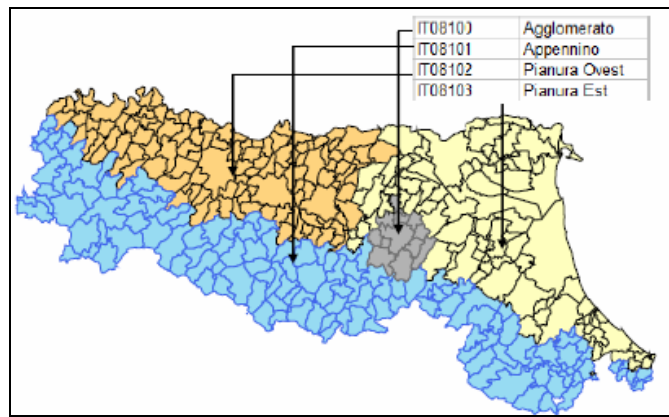 IT08100 Agglomerato
IT08101 Appennino
IT08102 Pianura Ovest
IT08103 Pianura Est